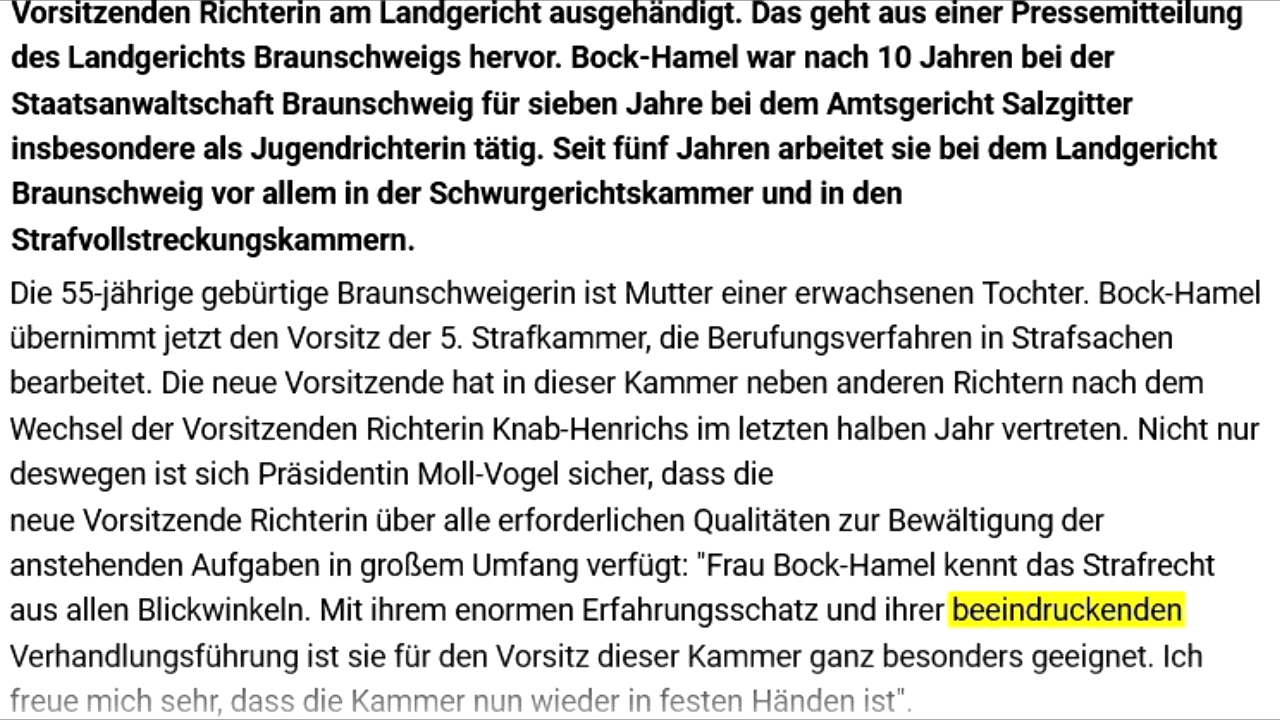 Vorsitzenden Richterin am Landgericht ausgehändigt. Das geht aus einer Pressemitteilung
des Landgerichts Braunschweigs hervor. Bock-Hamel war nach 10 Jahren bei der
Staatsanwaltschaft Braunschweig für sieben Jahre bei dem Amtsgericht Salzgitter
insbesondere als Jugendrichterin tätig. Seit fünf Jahren arbeitet sie bei dem Landgericht
Braunschweig vor allem in der Schwurgerichtskammer und in den
Strafvollstreckungskammern.
Die 55-jährige gebürtige Braunschweigerin ist Mutter einer erwachsenen Tochter. Bock-Hamel
übernimmt jetzt den Vorsitz der 5. Strafkammer, die Berufungsverfahren in Strafsachen
bearbeitet. Die neue Vorsitzende hat in dieser Kammer neben anderen Richtern nach dem
Wechsel der Vorsitzenden Richterin Knab-Henrichs im letzten halben Jahr vertreten. Nicht nur
deswegen ist sich Präsidentin Moll-Vogel sicher, dass die
neue Vorsitzende Richterin über alle erforderlichen Qualitäten zur Bewältigung der
anstehenden Aufgaben in großem Umfang verfügt: "Frau Bock-Hamel kennt das Strafrecht
aus allen Blickwinkeln. Mit ihrem enormen Erfahrungsschatz und ihrer beeindruckenden
Verhandlungsführung ist sie für den Vorsitz dieser Kammer ganz besonders geeignet. Ich
freue mich sehr, dass die Kammer nun wieder in festen Händen ist".